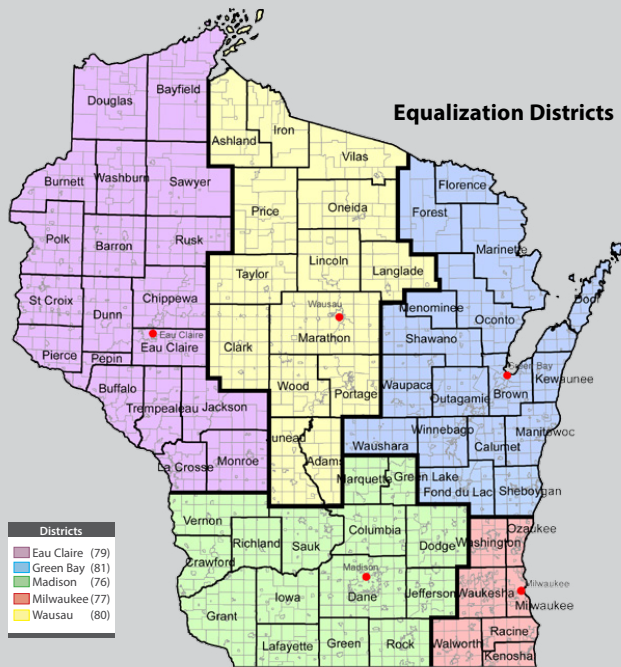 Equalization Districts
Bayfield
Douglas
Iron
Ashland
Vilas
Florence
Washburn
Burnett
Sawyer
Forest
Price
Oneida
Polk
Barron
Rusk
Marinette
Lincoln
Taylor
Langlade
St Croix
Chippewa
Door
Dunn
Wausau
Menominee
Oconto
Eau Claire
Marathon
Shawano
Clark
Eau Claire
Pierce
Pepin
Green Bay
Kewaunee
Buffalo
Wood
Portage
Waupaca
Outagamie
Brown
Trempealeau
Jackson
Winnebago
Manitowoc
Juneau
Waushara
Calumet
La Crosse
Monroe
Adams
Marquette
Green Lake
Fond du Lac
Sheboygan
Vernon
Columbia
Ozaukee
Richland
Sauk
Dodge
Washington
Crawford
Madison
Dane
Jefferson
Waukesha
Milwaukee
Milwaukee
Iowa
Grant
Racine
Lafayette
Green
Rock
Walworth
Kenosha
Districts
Eau Claire (79)
Green Bay (81)
Madison (76)
Milwaukee (77)
Wausau (80)